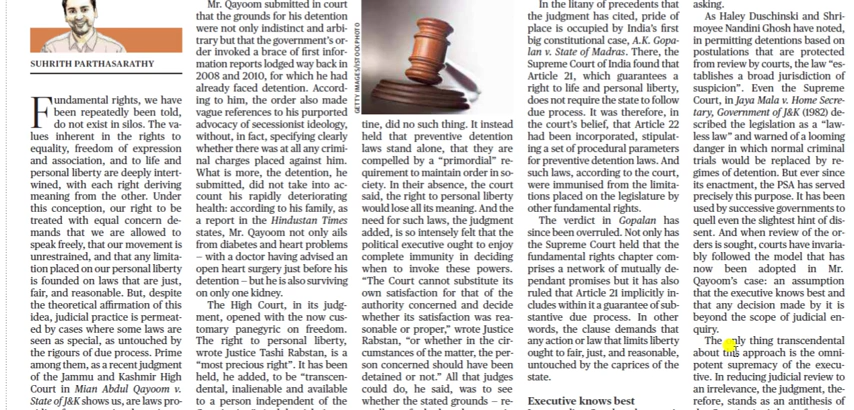 SUHRITH PARTHASARATHY
Fundamental rights, we have
been repeatedly been told,
do not exist in silos. The va-
lues inherent in the rights to
equality, freedom of expression
and association, and to life and
personal liberty are deeply intert-
wined, with each right deriving
meaning from the other. Under
this conception, our right to be
treated with equal concern de-
mands that we are allowed to
speak freely, that our movement is
unrestrained, and that any limita-
tion placed on our personal liberty
is founded on laws that are just,
fair, and reasonable. But, despite
the theoretical affirmation of this
idea, judicial practice is permeat-
ed by cases where some laws are
seen as special, as untouched by
the rigours of due process. Prime
among them, as a recent judgment
of the Jammu and Kashmir High
Court in Mian Abdul Qayoom v.
State of J&K shows us, are laws pro-
Mr. Qayoom submitted in court
that the grounds for his detention
were not only indistinct and arbi-
trary but that the government's or-
der invoked a brace of first infor-
mation reports lodged way back in
2008 and 2010, for which he had
already faced detention. Accord-
ing to him, the order also made
vague references to his purported
advocacy of secessionist ideology,
without, in fact, specifying clearly
whether there was at all any crimi-
nal charges placed against him.
What is more, the detention, he
submitted, did not take into ac-
count his rapidly deteriorating
health: according to his family, as
a report in the Hindustan Times
states, Mr. Qayoom not only ails
from diabetes and heart problems
– with a doctor having advised an
open heart surgery just before his
detention – but he is also surviving
on only one kidney.
The High Court, in its judg-
ment, opened with the now cus-
tomary panegyric on freedom.
The right to personal liberty,
wrote Justice Tashi Rabstan, is a
"most precious right". It has been
held, he added, to be "transcen-
dental, inalienable and available
to a person independent of the
GETTY IMAGES/ISTOCKPHOTO
tine, did no such thing. It instead
held that preventive detention
laws stand alone, that they are
compelled by a "primordial" re-
quirement to maintain order in so-
ciety. In their absence, the court
said, the right to personal liberty
would lose all its meaning. And the
need for such laws, the judgment
added, is so intensely felt that the
political executive ought to enjoy
complete immunity in deciding
when to invoke these powers.
"The Court cannot substitute its
own satisfaction for that of the
authority concerned and decide
whether its satisfaction was rea-
sonable or proper," wrote Justice
Rabstan, "or whether in the cir-
cumstances of the matter, the per-
son concerned should have been
detained or not." All that judges
could do, he said, was to see
whether the stated grounds – re-
In the litany of precedents that
the judgment has cited, pride of
place is occupied by India's first
big constitutional case, A.K. Gopa-
lan v. State of Madras. There, the
Supreme Court of India found that
Article 21, which guarantees a
right to life and personal liberty,
does not require the state to follow
due process. It was therefore, in
the court's belief, that Article 22
had been incorporated, stipulat-
ing a set of procedural parameters
for preventive detention laws. And
such laws, according to the court,
were immunised from the limita-
tions placed on the legislature by
other fundamental rights.
The verdict in Gopalan has
since been overruled. Not only has
the Supreme Court held that the
fundamental rights chapter com-
prises a network of mutually de-
pendant promises but it has also
ruled that Article 21 implicitly in-
cludes within it a guarantee of sub-
stantive due process. In other
words, the clause demands that
any action or law that limits liberty
ought to fair, just, and reasonable,
untouched by the caprices of the
state.
Executive knows best
asking.
As Haley Duschinski and Shri-
moyee Nandini Ghosh have noted,
in permitting detentions based on
postulations that are protected
from review by courts, the law "es-
tablishes a broad jurisdiction of
suspicion". Even the Supreme
Court, in Jaya Mala v. Home Secre-
tary, Government of J&K (1982) de-
scribed the legislation as a "law-
less law" and warned of a looming
danger in which normal criminal
trials would be replaced by re-
gimes of detention. But ever since
its enactment, the PSA has served
precisely this purpose. It has been
used by successive governments to
quell even the slightest hint of dis-
sent. And when review of the or-
ders is sought, courts have invaria-
bly followed the model that has
now been adopted in Mr.
Qayoom's case: an assumption
that the executive knows best and
that any decision made by it is
beyond the scope of judicial en-
quiry.
The only thing transcendental
about this approach is the omni-
potent supremacy of the execu-
tive. In reducing judicial review to
an irrelevance, the judgment, the-
refore, stands as an antithesis of